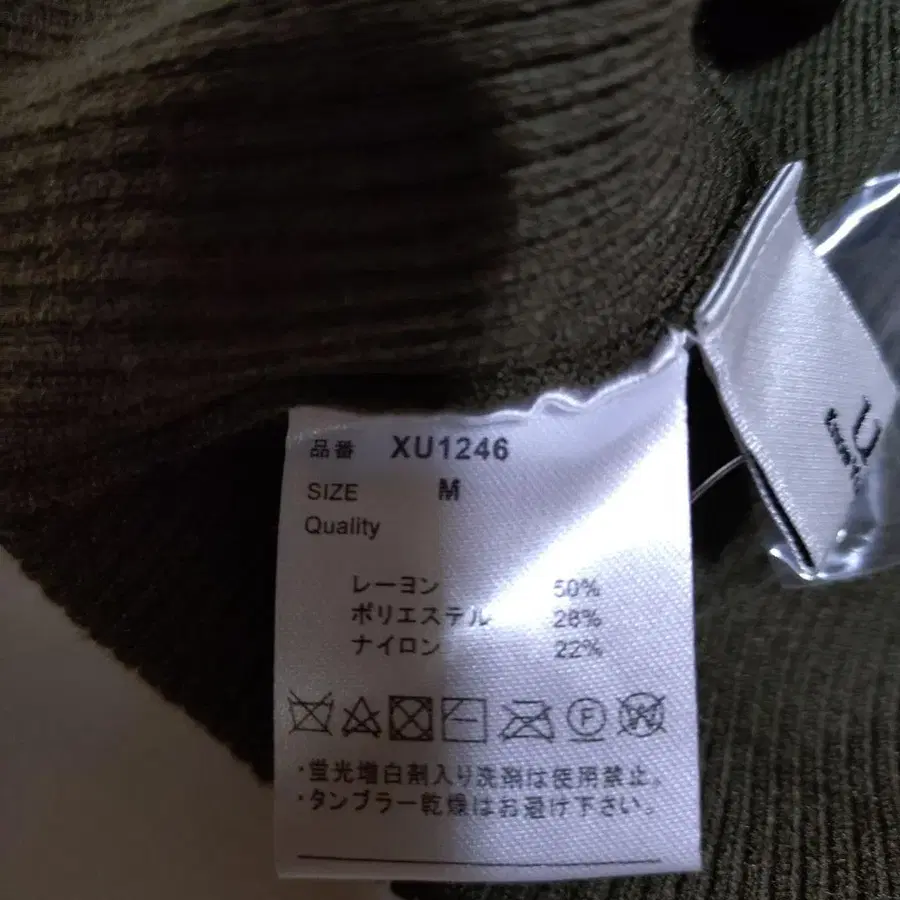 品番 XU1246
SIZE M
Quality
レーヨン 50%
ポリエステル 28%
ナイロン 22%
F W
・蛍光増白剤入り洗剤は使用禁止。
・タンブラー乾燥はお避け下さい。